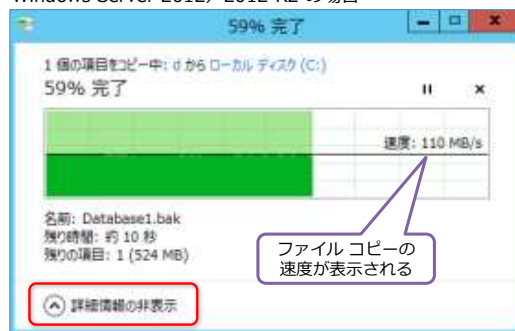 Windows Server 2012／2012 R2 の場合
59% 完了
1 個の項目をコピー中: d から ローカル ディスク (C:)
59% 完了
速度: 110 MB/s
名前: Database1.bak
残り時間: 約 10 秒
残りの項目: 1 (524 MB)
ファイル コピーの
速度が表示される
詳細情報の非表示